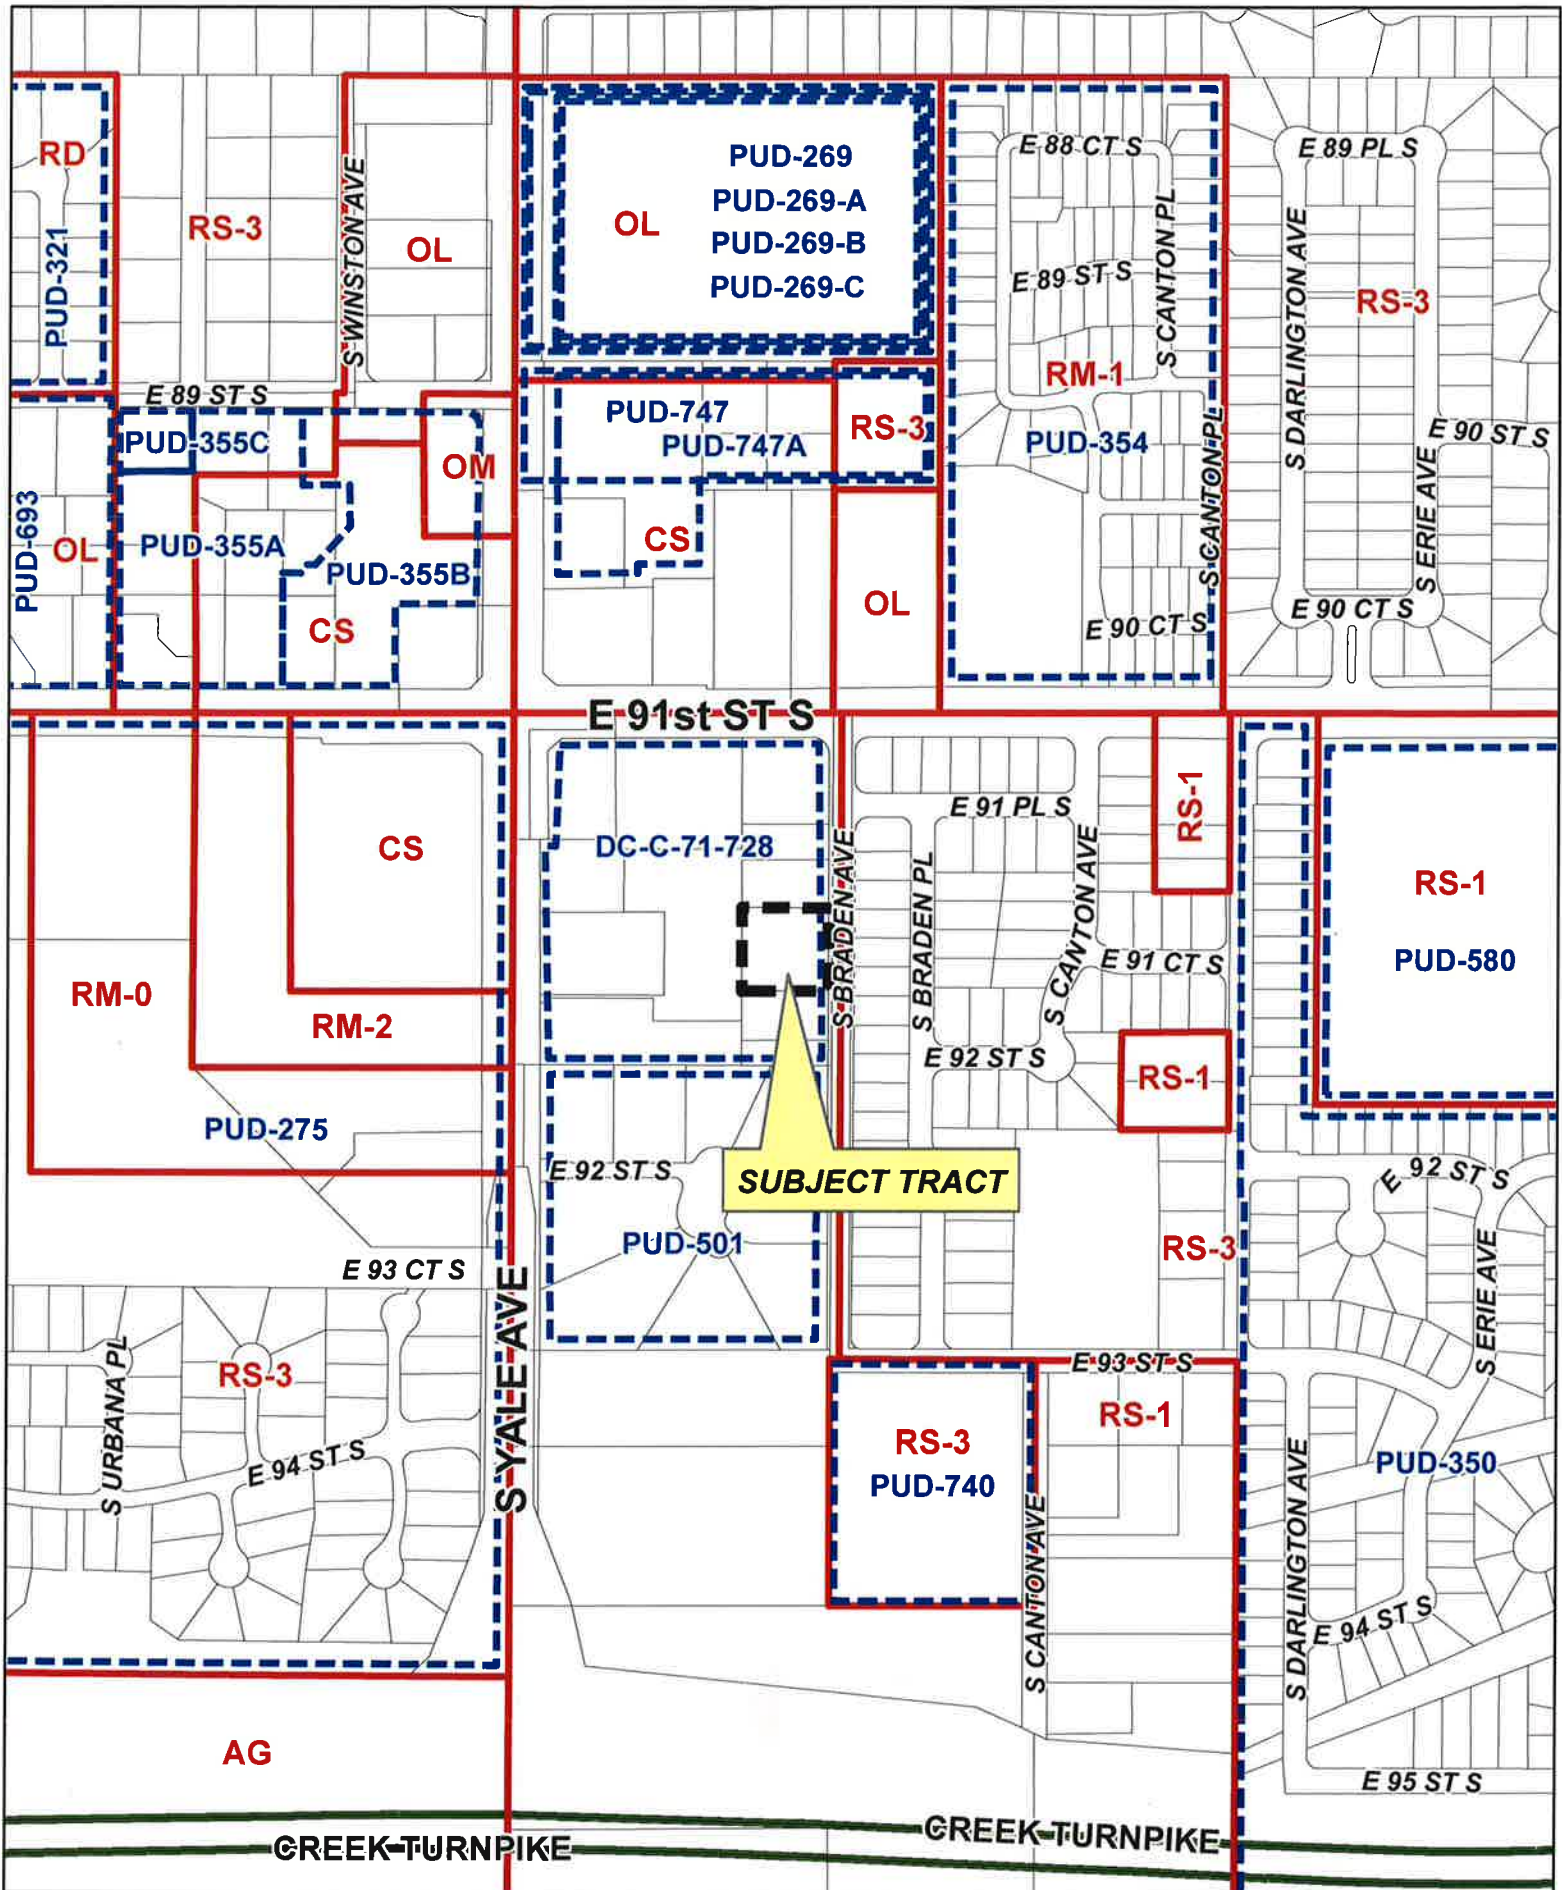 E 88 CT S
E 89 PL S
RD
PUD-269
PUD-269-A
PUD-269-B
PUD-269-C
OL
RS-3
OL
S WINSTON AVE
PUD-321
S CANTON PL
E 89 ST S
S DARLINGTON AVE
RS-3
RM-1
E 89 ST S
PUD-355C
PUD-747
PUD-747A
RS-3
PUD-354
S CANTON PL
E 90 ST S
OM
S ERIE AVE
PUD-693
OL
PUD-355A
PUD-355B
CS
CS
OL
E 90 CT S
E 90 CT S
E 91st ST S
CS
DC-C-71-728
E 91 PL S
RS-1
S BRADEN AVE
S BRADEN PL
S CANTON AVE
RS-1
PUD-580
E 91 CT S
RM-0
RM-2
E 92 ST S
RS-1
PUD-275
E 92 ST S
SUBJECT TRACT
E 92 ST S
PUD-501
RS-3
E 93 CT S
S YALE AVE
S ERIE AVE
S URBANA PL
RS-3
E 93 ST S
RS-1
RS-3
PUD-740
E 94 ST S
PUD-350
S CANTON AVE
S DARLINGTON AVE
E 94 ST S
AG
E 95 ST S
CREEK TURNPIKE
CREEK TURNPIKE